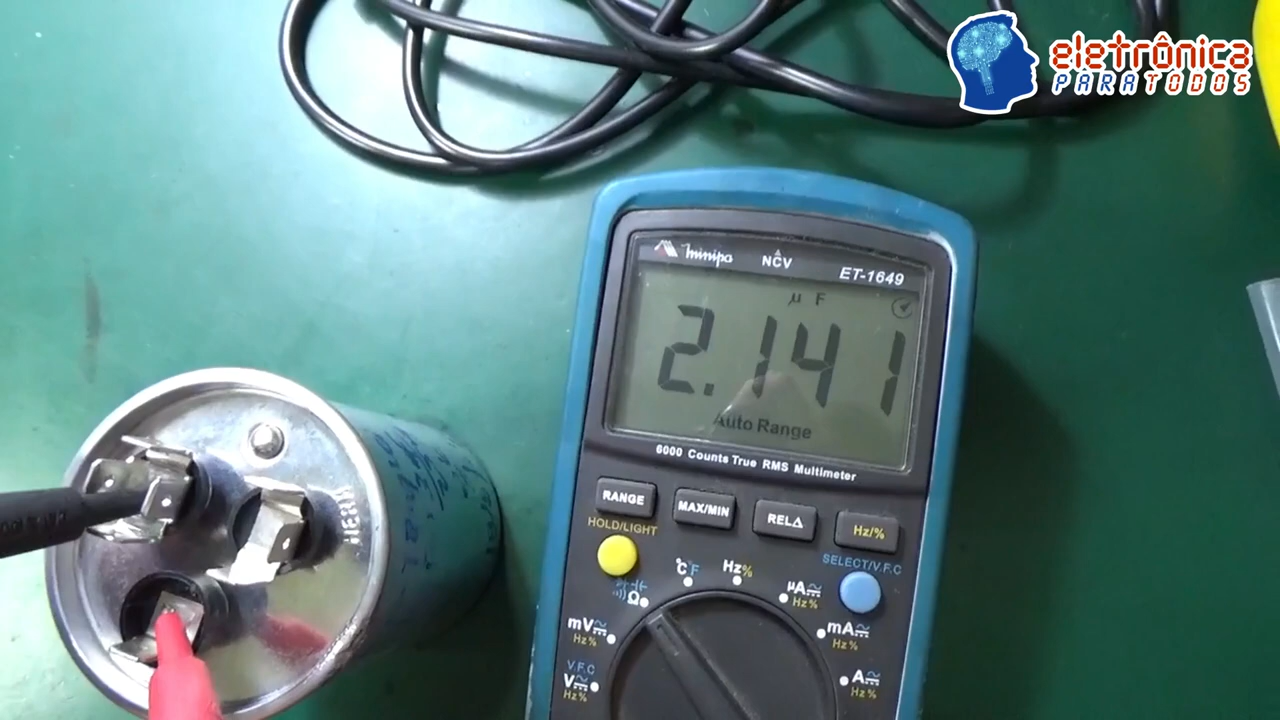 eletrônica
PARATODOS
minipa
NCV
ET-1649
µ F
2.141
Auto Range
6000 Counts True RMS Multimeter
RANGE
MAX/MIN
RELΔ
Hz/%
HOLD/LIGHT
SELECT/V.F.C
°C°F
Hz%
Ω
µA
Hz%
mV
Hz%
mA
Hz%
V.F.C
V
Hz%
A
Hz%
HERM